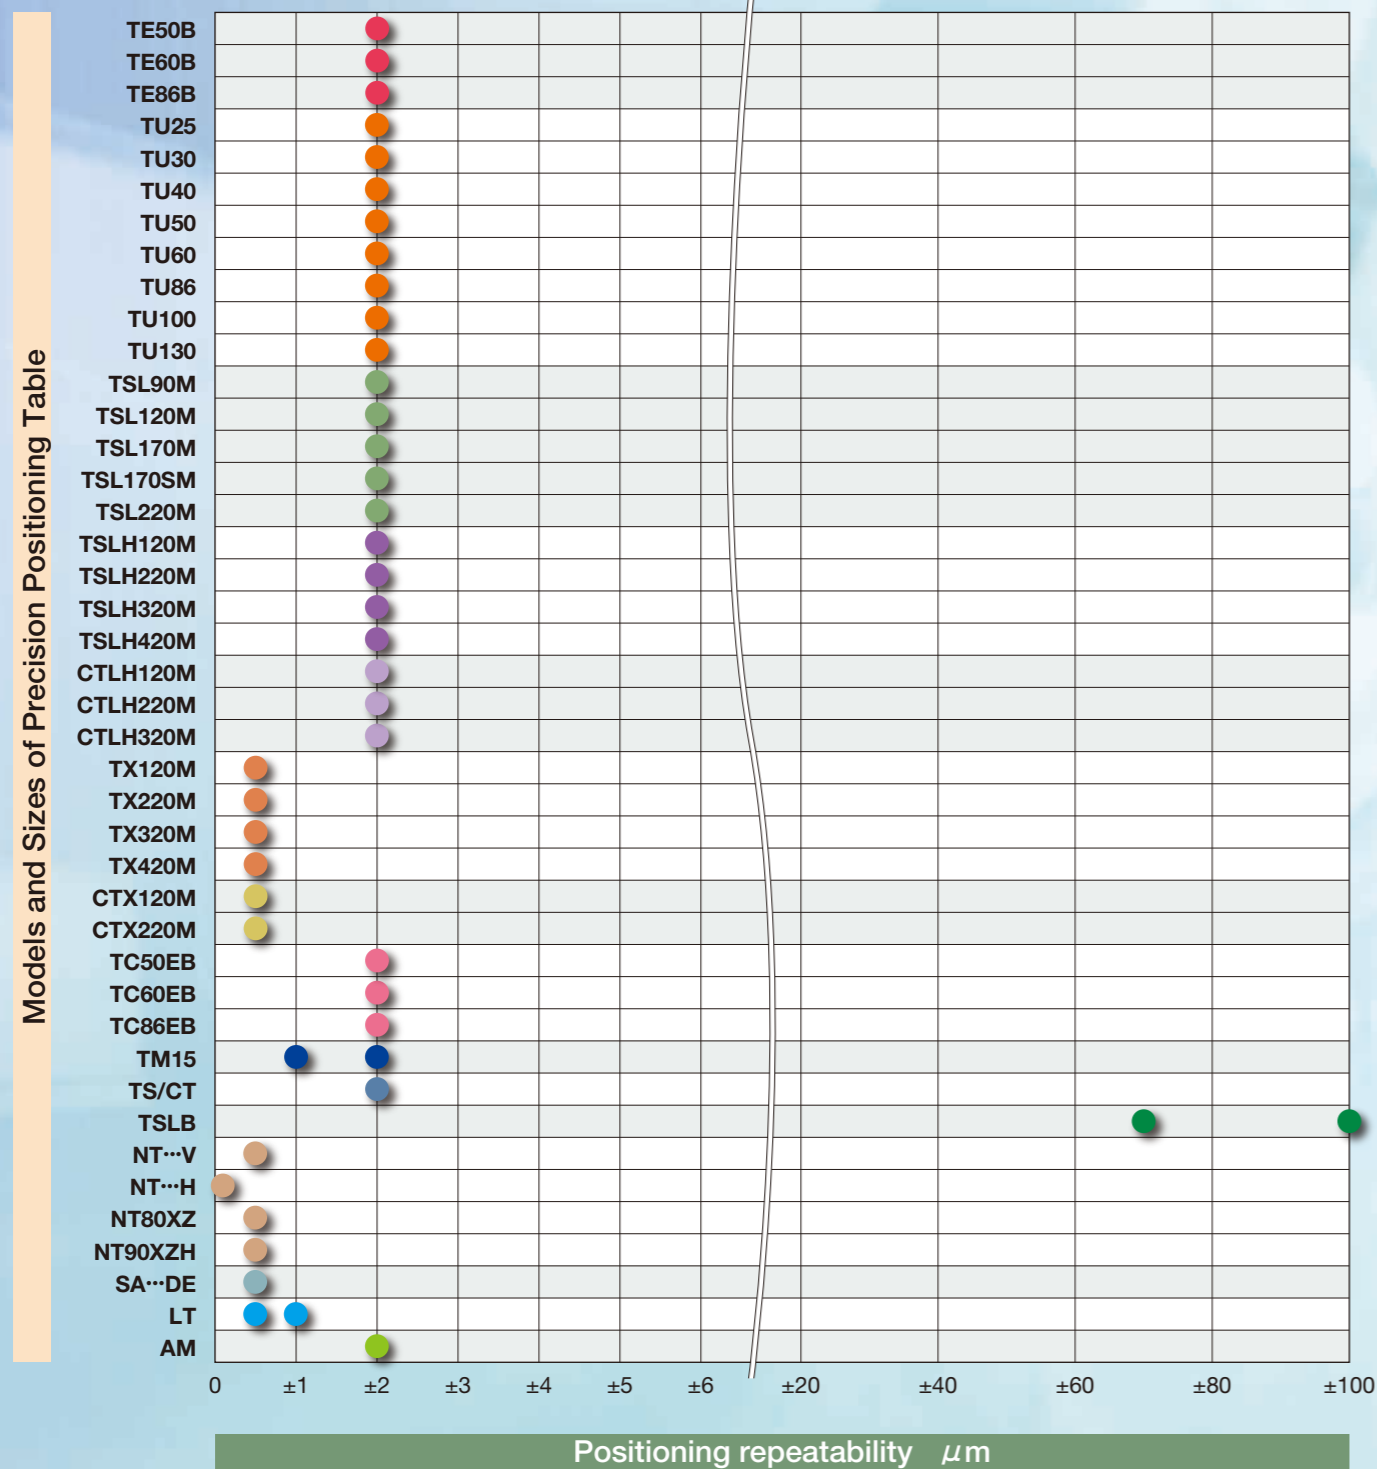 Models and Sizes of Precision Positioning Table
TE50B
TE60B
TE86B
TU25
TU30
TU40
TU50
TU60
TU86
TU100
TU130
TSL90M
TSL120M
TSL170M
TSL170SM
TSL220M
TSLH120M
TSLH220M
TSLH320M
TSLH420M
CTLH120M
CTLH220M
CTLH320M
TX120M
TX220M
TX320M
TX420M
CTX120M
CTX220M
TC50EB
TC60EB
TC86EB
TM15
TS/CT
TSLB
NT···V
NT···H
NT80XZ
NT90XZH
SA···DE
LT
AM
0 ±1 ±2 ±3 ±4 ±5 ±6 ±20 ±40 ±60 ±80 ±100
Positioning repeatability μm